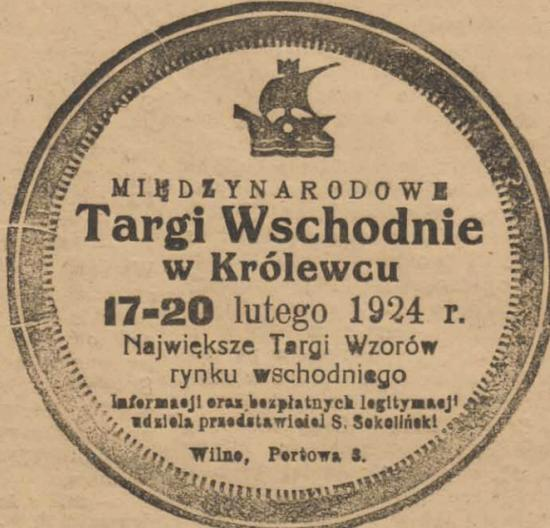 MIĘDZYNARODOWE
Targi Wschodnie
w Królewcu
17-20 lutego 1924 r.
Największe Targi Wzorów
rynku wschodniego
Informacji oraz bezpłatnych legitymacji
udziela przedstawiciel S. Sokoliński
Wilno, Portowa 8.